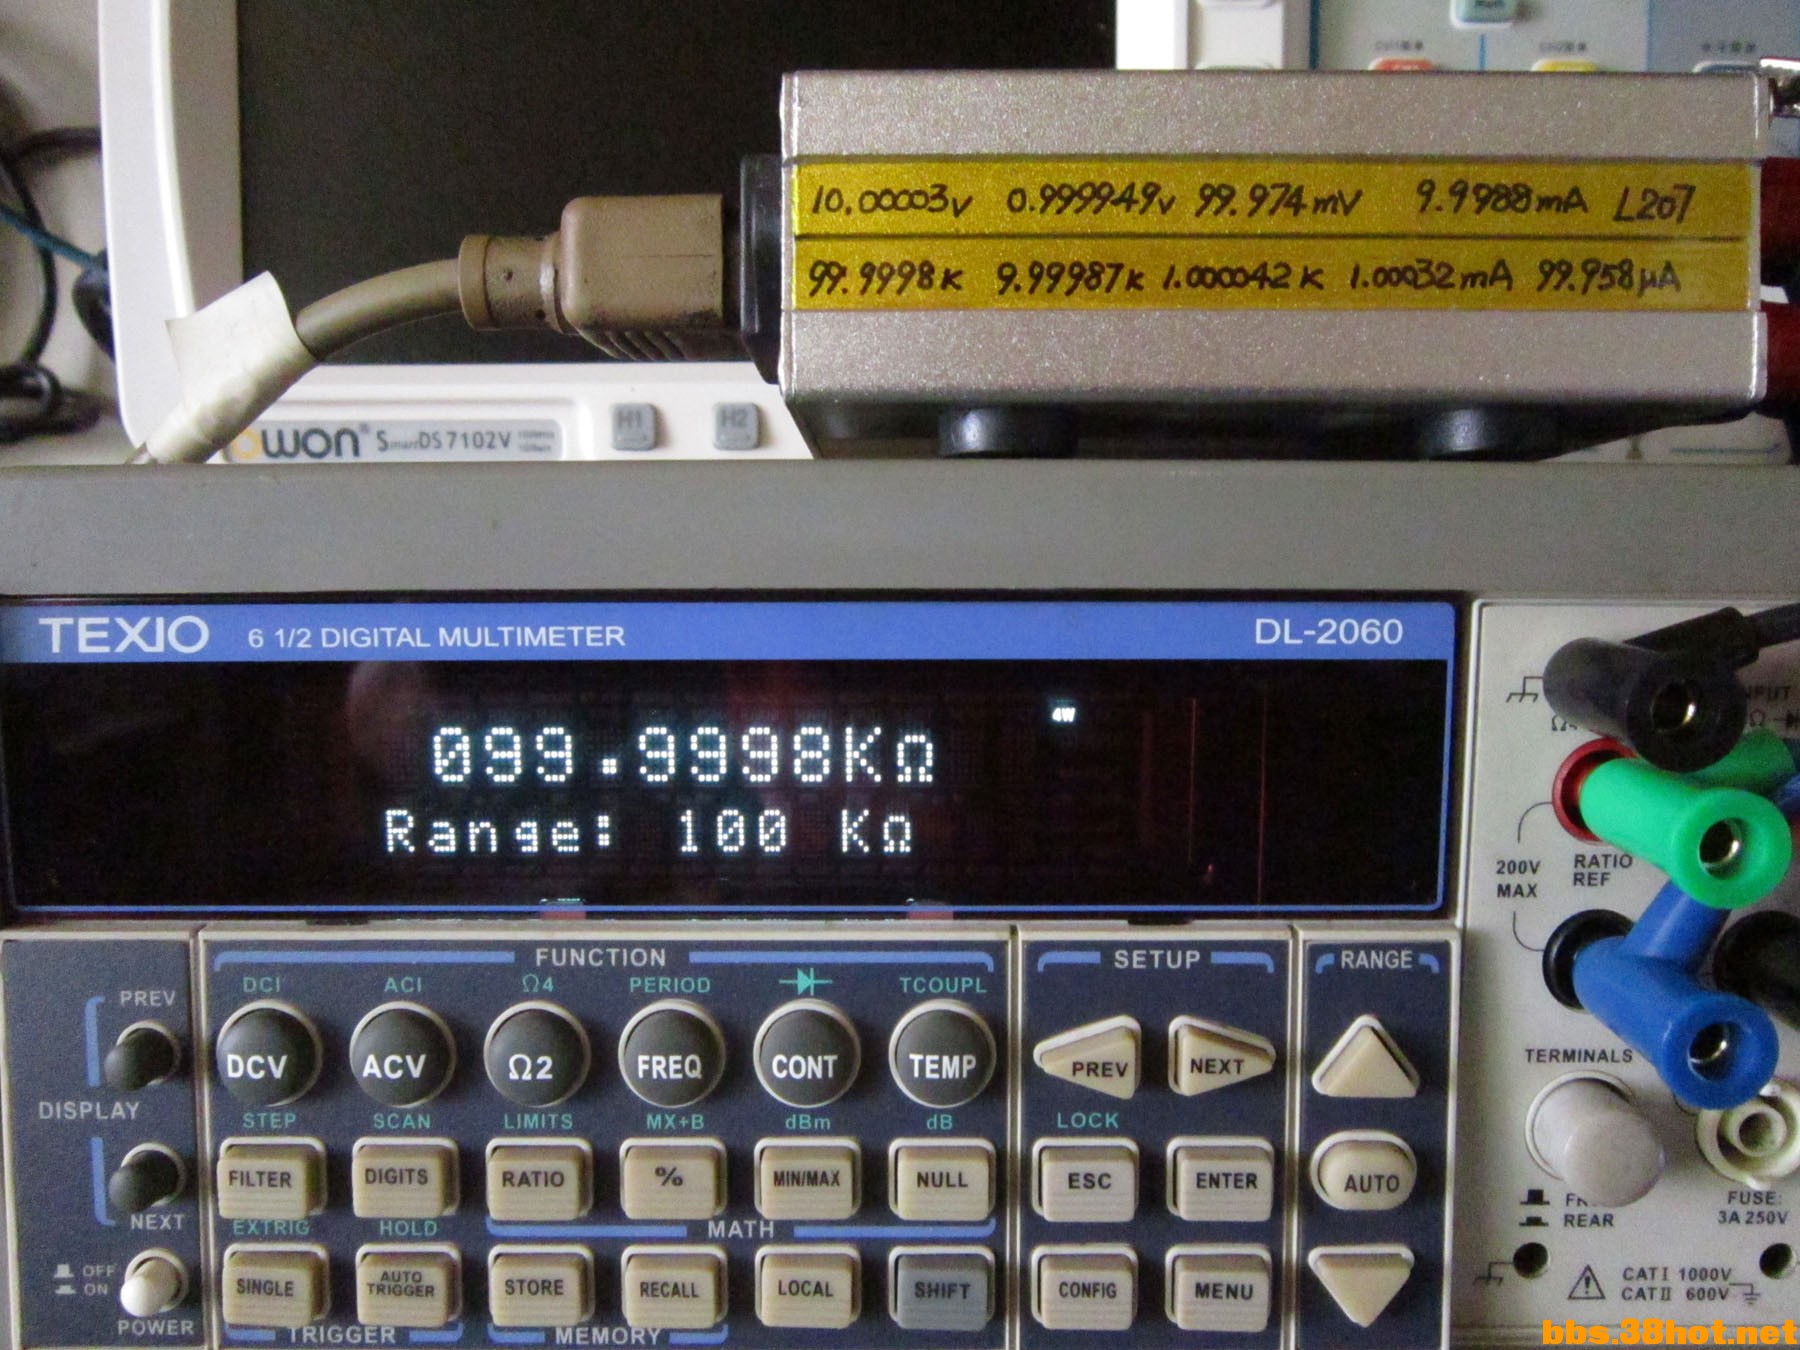 10.00003V 0.999949V 99.974mV 9.9988mA L207
99.9998K 9.99987K 1.000042K 1.00032mA 99.958µA
owon® SmartDS7102V
H1 H2
TEXIO 6 1/2 DIGITAL MULTIMETER DL-2060
4W
099.9998KΩ
Range: 100 KΩ
200V MAX
RATIO REF
FUNCTION SETUP RANGE
DCI ACI Ω4 PERIOD TCOUPL
PREV
DCV ACV Ω2 FREQ CONT TEMP PREV NEXT
TERMINALS
DISPLAY
STEP SCAN LIMITS MX+B dBm dB LOCK
FILTER DIGITS RATIO % MIN/MAX NULL ESC ENTER AUTO
NEXT
EXTRIG HOLD MATH
REAR
FUSE:
3A 250V
OFF
ON
SINGLE AUTO TRIGGER STORE RECALL LOCAL SHIFT CONFIG MENU
CAT I 1000V
CAT II 600V
POWER
TRIGGER MEMORY
bbs.38hot.net